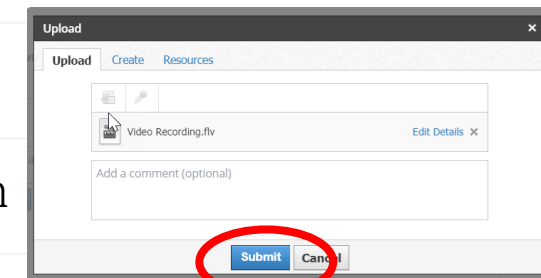 Upload ×
Upload Create Resources
Video Recording.flv Edit Details ×
Add a comment (optional)
Submit Cancel